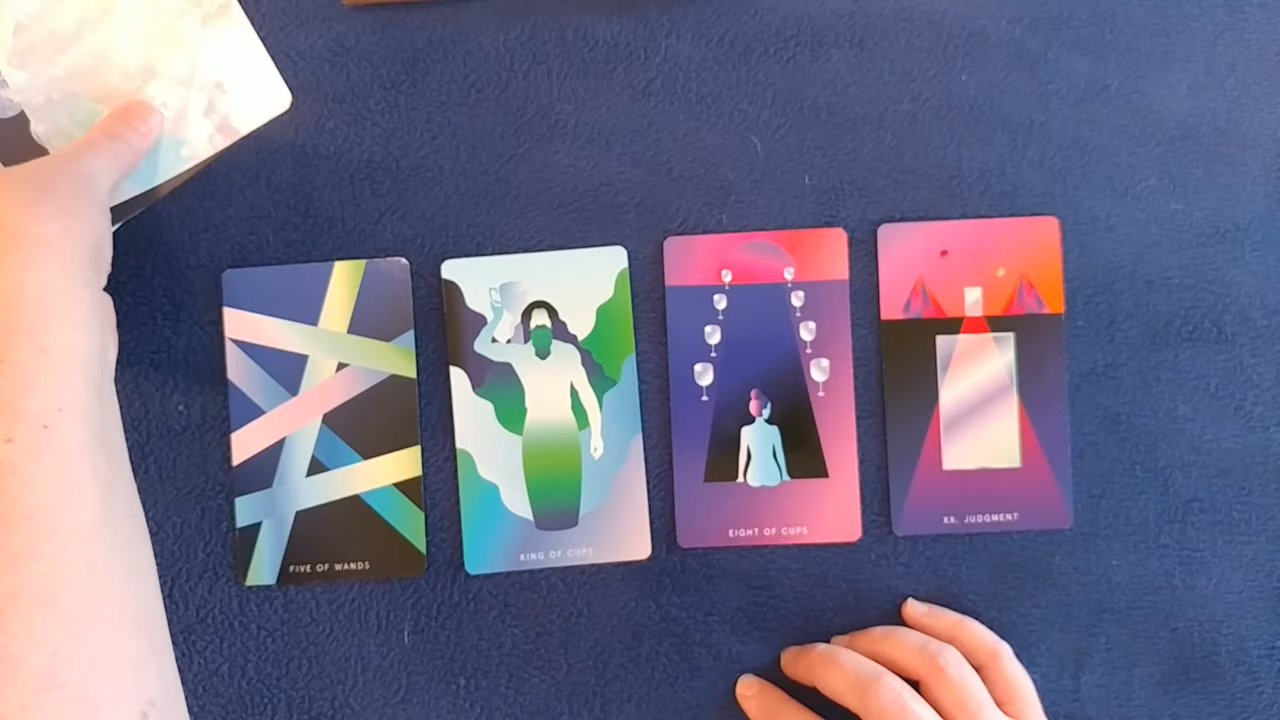 FIVE OF WANDS
KING OF CUPS
EIGHT OF CUPS
XX. JUDGMENT